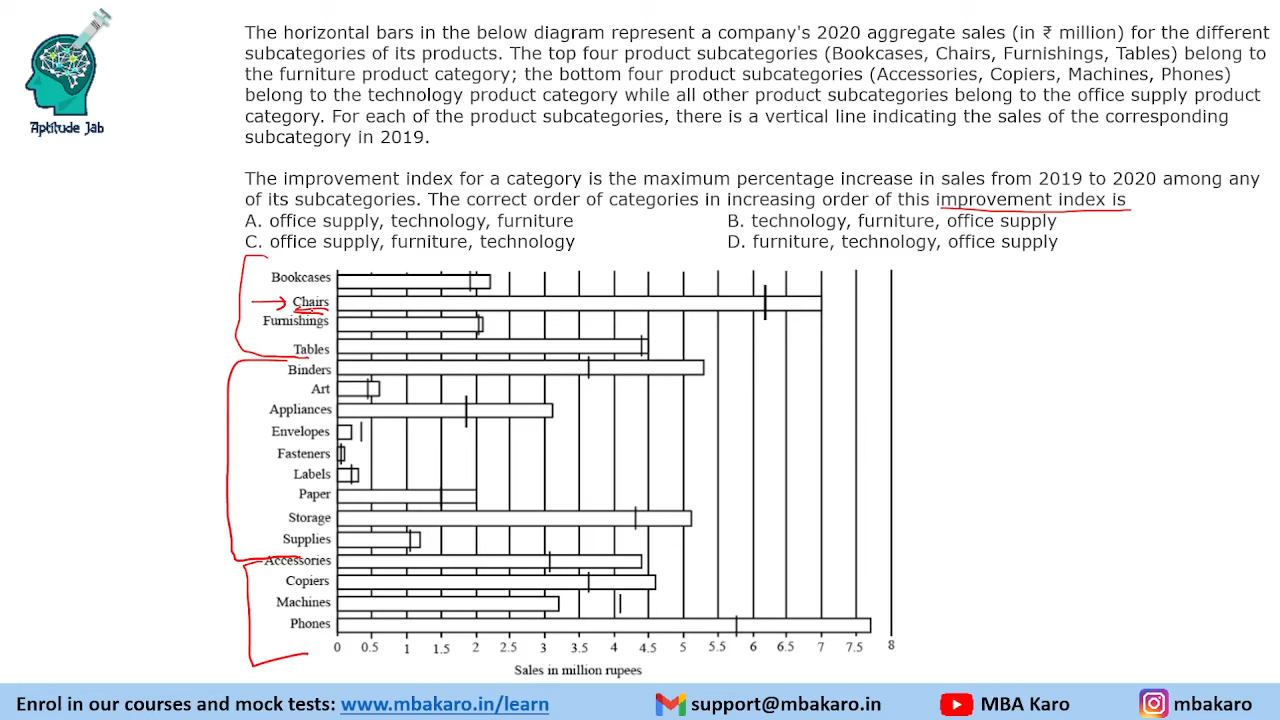 Aptitude Jab
The horizontal bars in the below diagram represent a company's 2020 aggregate sales (in ₹ million) for the different
subcategories of its products. The top four product subcategories (Bookcases, Chairs, Furnishings, Tables) belong to
the furniture product category; the bottom four product subcategories (Accessories, Copiers, Machines, Phones)
belong to the technology product category while all other product subcategories belong to the office supply product
category. For each of the product subcategories, there is a vertical line indicating the sales of the corresponding
subcategory in 2019.
The improvement index for a category is the maximum percentage increase in sales from 2019 to 2020 among any
of its subcategories. The correct order of categories in increasing order of this improvement index is
A. office supply, technology, furniture B. technology, furniture, office supply
C. office supply, furniture, technology D. furniture, technology, office supply
Bookcases
Chairs
Furnishings
Tables
Binders
Art
Appliances
Envelopes
Fasteners
Labels
Paper
Storage
Supplies
Accessories
Copiers
Machines
Phones
0 0.5 1 1.5 2 2.5 3 3.5 4 4.5 5 5.5 6 6.5 7 7.5 8
Sales in million rupees
Enrol in our courses and mock tests: www.mbakaro.in/learn support@mbakaro.in MBA Karo mbakaro